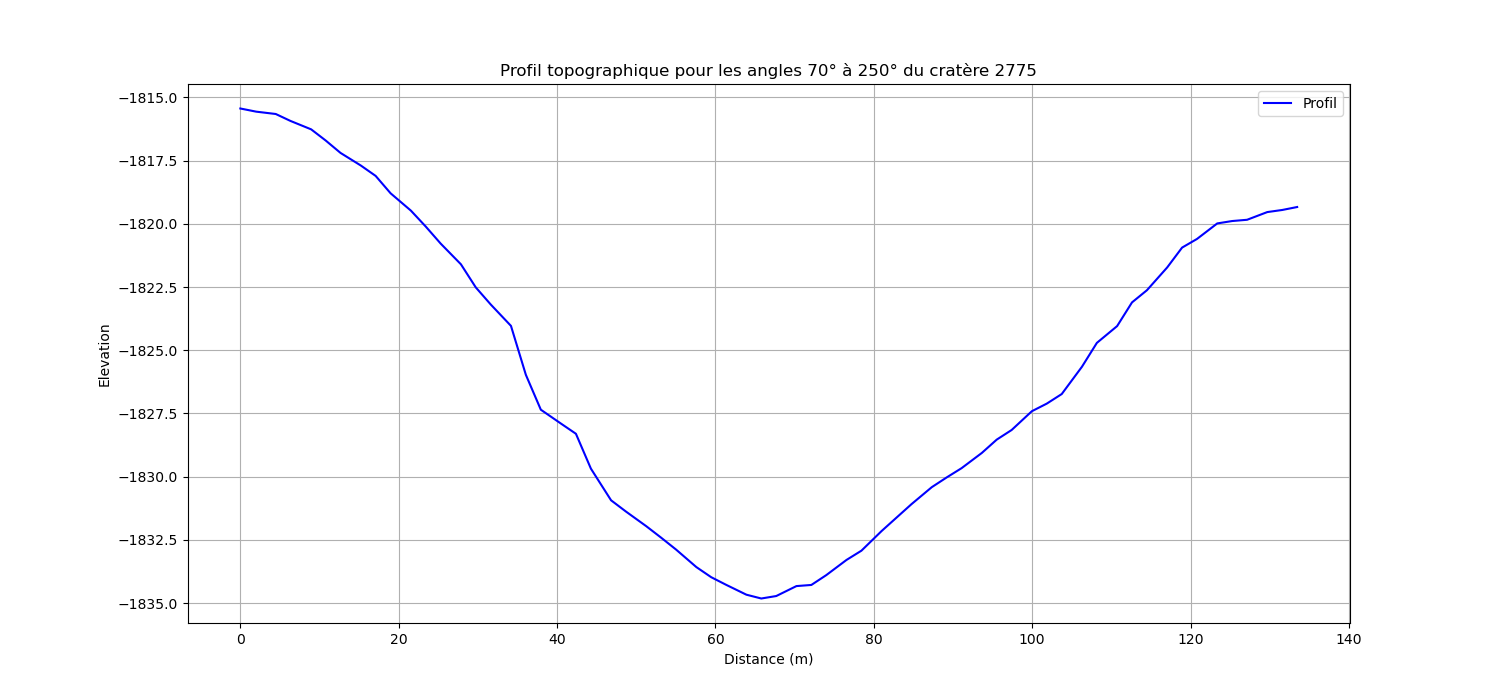 Profil topographique pour les angles 70° à 250° du cratère 2775
Profil
Elevation
−1815.0
−1817.5
−1820.0
−1822.5
−1825.0
−1827.5
−1830.0
−1832.5
−1835.0
0 20 40 60 80 100 120 140
Distance (m)